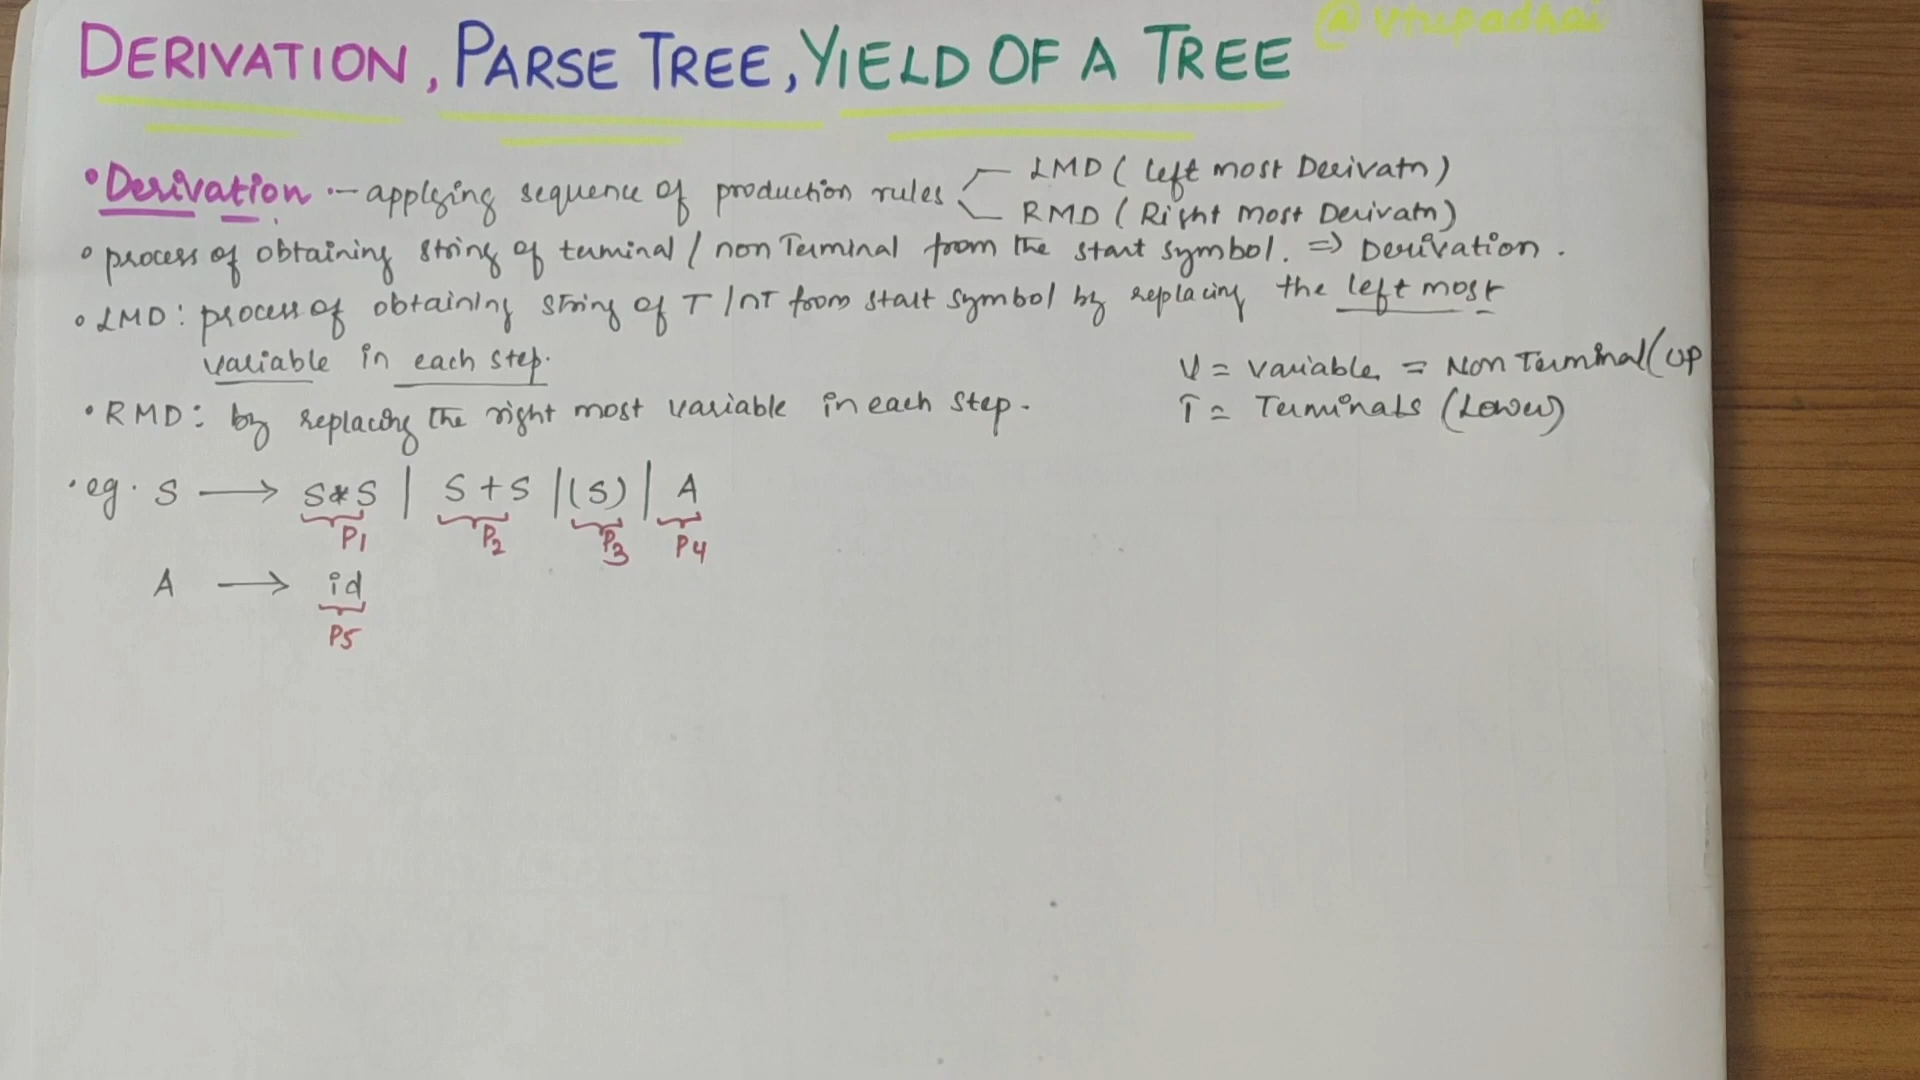 DERIVATION, PARSE TREE, YIELD OF A TREE
@vtupadhai
• Derivation :- applying sequence of production rules
LMD (left most Derivatn)
RMD (Right most Derivatn)
• process of obtaining string of terminal / non Terminal from the start symbol. => Derivation.
• LMD: process of obtaining string of T/NT from start symbol by replacing the left most
variable in each step.
V = variable = Non Terminal (up
• RMD: by replacing the right most variable in each step.
T = Terminals (Lower)
• eg. S → S*S | S+S | (S) | A
P1 P2 P3 P4
A → id
P5